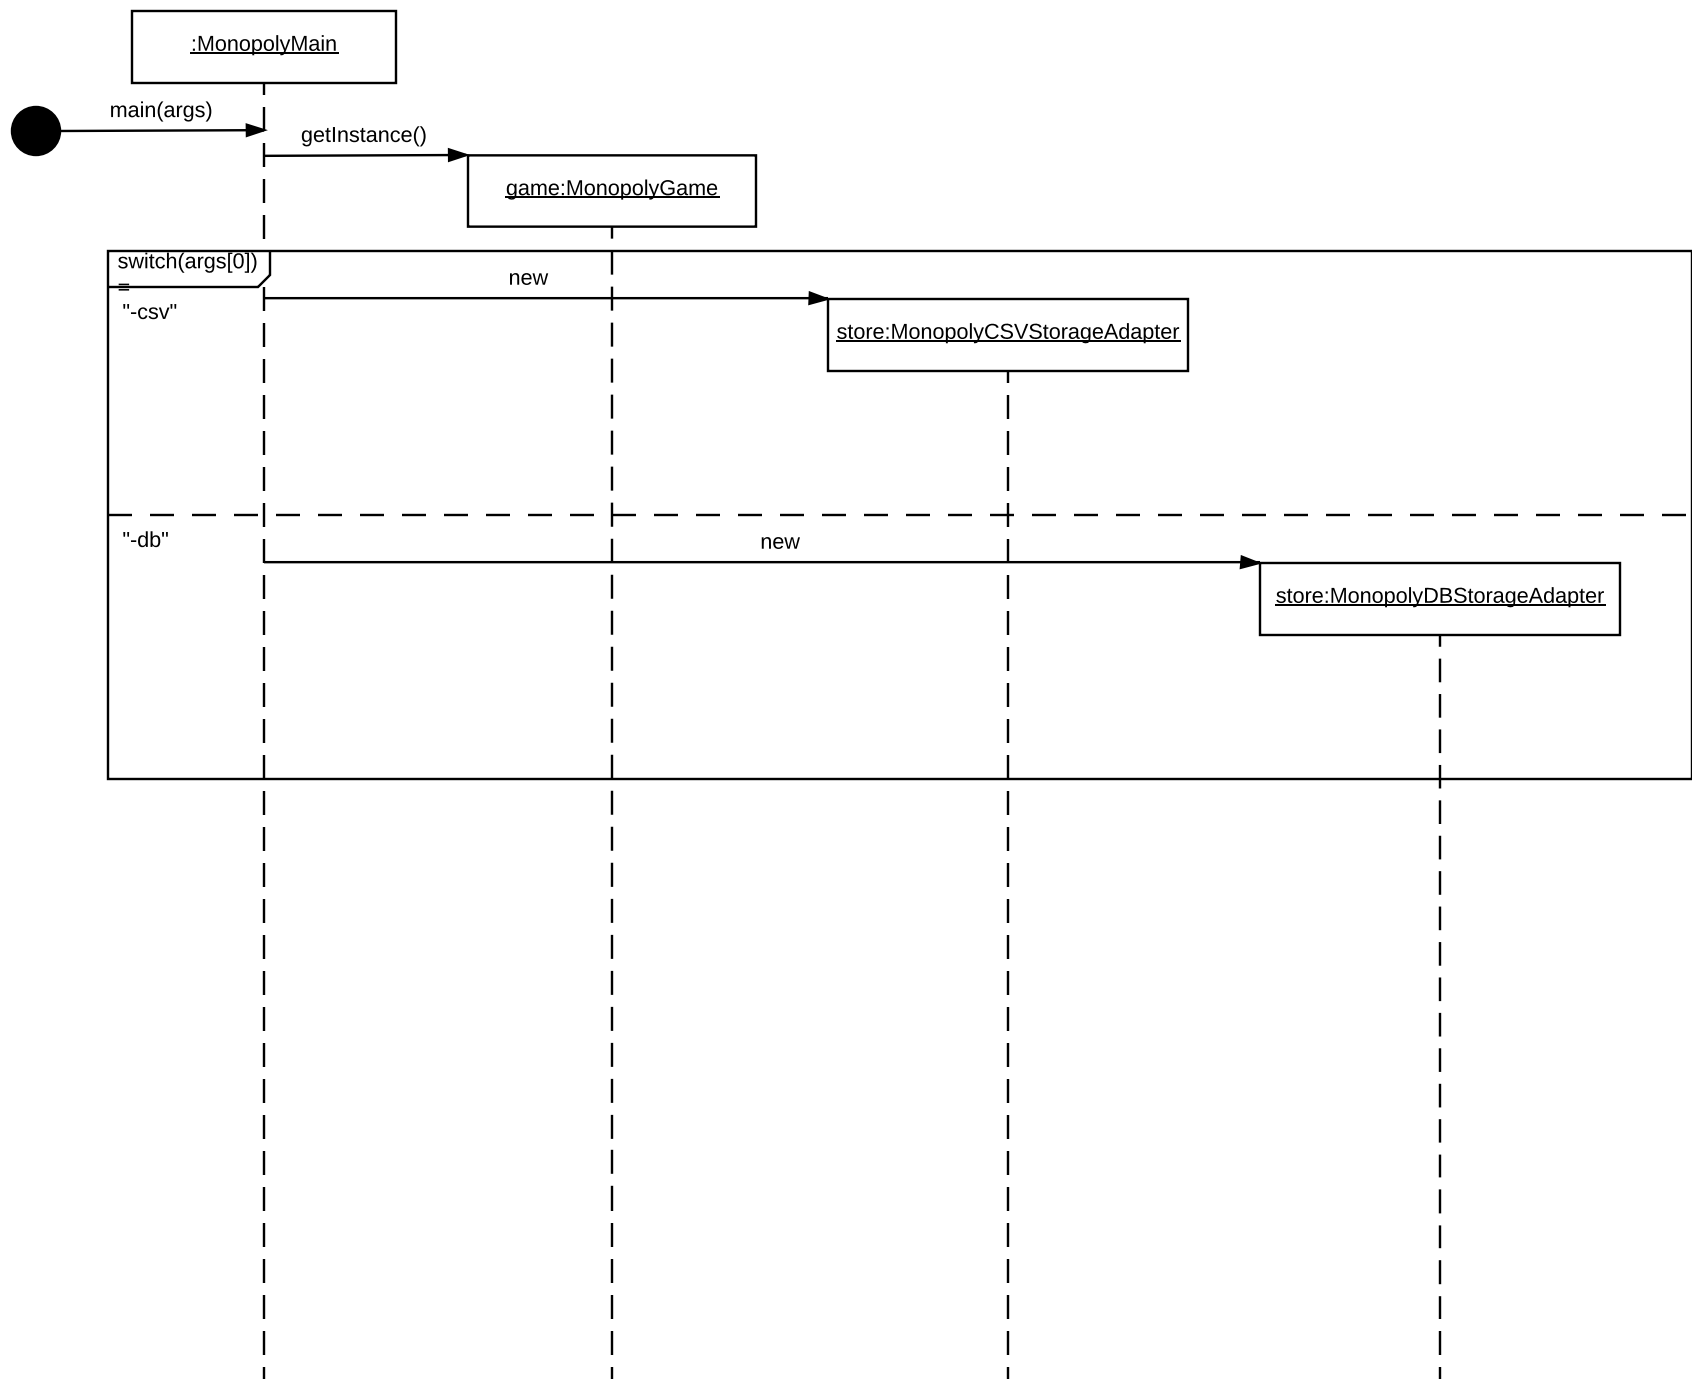 :MonopolyMain
main(args)
getInstance()
game:MonopolyGame
switch(args[0])
=
new
"-csv"
store:MonopolyCSVStorageAdapter
"-db"
new
store:MonopolyDBStorageAdapter